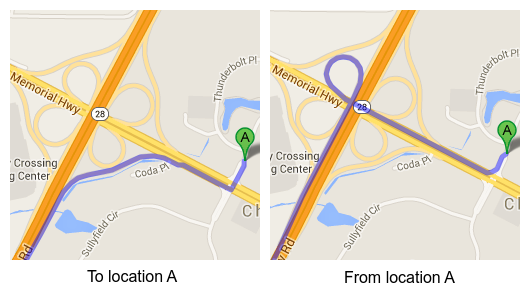 Thunderbolt Pl
Memorial Hwy
28
A
y Crossing
g Center
Coda Pl
Sullyfield Cir
Ch
Rd
To location A
Thunderbolt Pl
Memorial Hwy
28
A
Crossing
g Center
Coda Pl
Sullyfield Cir
C
y Rd
From location A